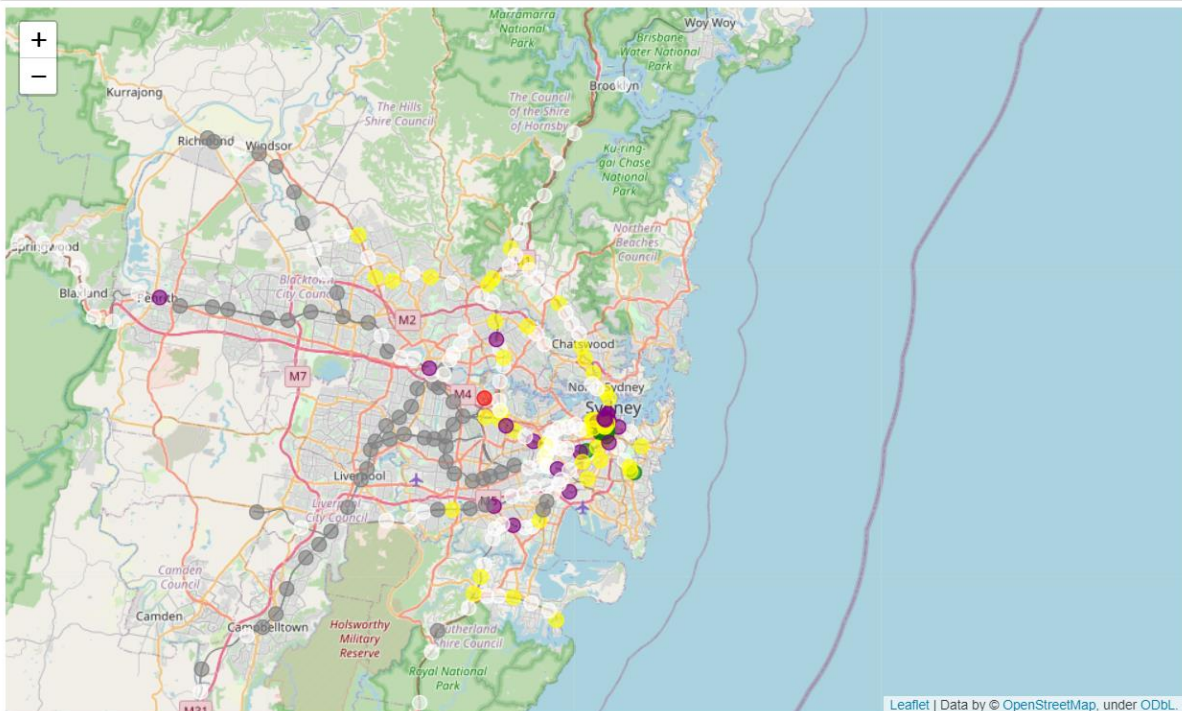 +
−
Marramarra
National
Park
Woy Woy
Brisbane
Water National
Park
Brooklyn
Kurrajong
The Hills
Shire Council
The Council
of the Shire
of Hornsby
Richmond
Windsor
Ku-ring-
gai Chase
National
Park
Northern
Beaches
Council
Springwood
Blaxland
Penrith
Blacktown
City Council
M2
Chatswood
M7
M4
North Sydney
Sydney
Liverpool
M5
Liverpool
City Council
Camden
Council
Camden
Campbelltown
Holsworthy
Military
Reserve
Sutherland
Shire Council
Royal National
Park
M31
Leaflet | Data by © OpenStreetMap, under ODbL.